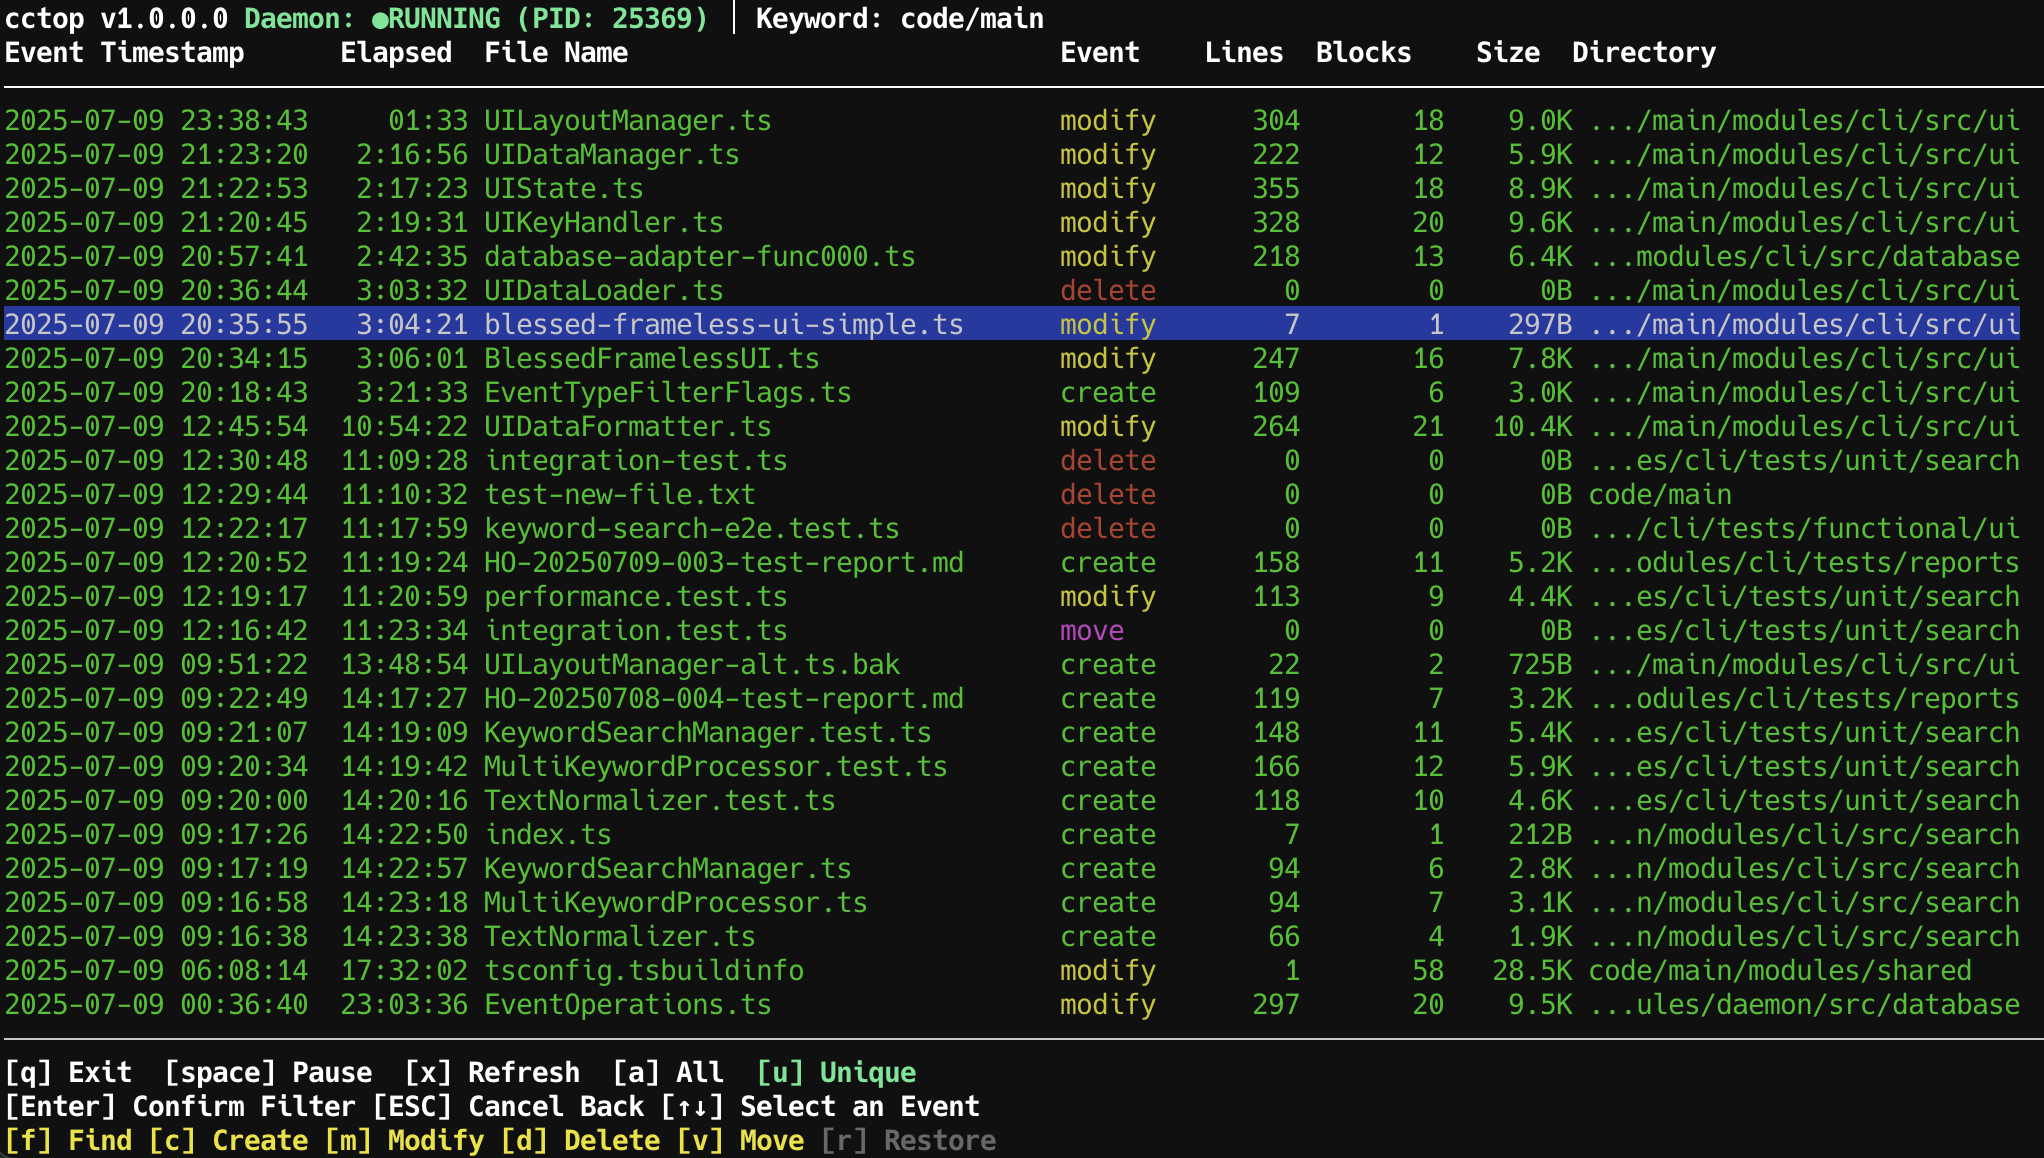 cctop v1.0.0.0 Daemon: ●RUNNING (PID: 25369) │ Keyword: code/main
Event Timestamp      Elapsed  File Name                           Event    Lines  Blocks    Size  Directory
2025-07-09 23:38:43     01:33 UILayoutManager.ts                  modify      304       18    9.0K .../main/modules/cli/src/ui
2025-07-09 21:23:20   2:16:56 UIDataManager.ts                    modify      222       12    5.9K .../main/modules/cli/src/ui
2025-07-09 21:22:53   2:17:23 UIState.ts                          modify      355       18    8.9K .../main/modules/cli/src/ui
2025-07-09 21:20:45   2:19:31 UIKeyHandler.ts                     modify      328       20    9.6K .../main/modules/cli/src/ui
2025-07-09 20:57:41   2:42:35 database-adapter-func000.ts         modify      218       13    6.4K ...modules/cli/src/database
2025-07-09 20:36:44   3:03:32 UIDataLoader.ts                     delete        0        0      0B .../main/modules/cli/src/ui
2025-07-09 20:35:55   3:04:21 blessed-frameless-ui-simple.ts      modify        7        1    297B .../main/modules/cli/src/ui
2025-07-09 20:34:15   3:06:01 BlessedFramelessUI.ts               modify      247       16    7.8K .../main/modules/cli/src/ui
2025-07-09 20:18:43   3:21:33 EventTypeFilterFlags.ts             create      109        6    3.0K .../main/modules/cli/src/ui
2025-07-09 12:45:54  10:54:22 UIDataFormatter.ts                  modify      264       21   10.4K .../main/modules/cli/src/ui
2025-07-09 12:30:48  11:09:28 integration-test.ts                 delete        0        0      0B ...es/cli/tests/unit/search
2025-07-09 12:29:44  11:10:32 test-new-file.txt                   delete        0        0      0B code/main
2025-07-09 12:22:17  11:17:59 keyword-search-e2e.test.ts          delete        0        0      0B .../cli/tests/functional/ui
2025-07-09 12:20:52  11:19:24 HO-20250709-003-test-report.md      create      158       11    5.2K ...odules/cli/tests/reports
2025-07-09 12:19:17  11:20:59 performance.test.ts                 modify      113        9    4.4K ...es/cli/tests/unit/search
2025-07-09 12:16:42  11:23:34 integration.test.ts                 move          0        0      0B ...es/cli/tests/unit/search
2025-07-09 09:51:22  13:48:54 UILayoutManager-alt.ts.bak          create       22        2    725B .../main/modules/cli/src/ui
2025-07-09 09:22:49  14:17:27 HO-20250708-004-test-report.md      create      119        7    3.2K ...odules/cli/tests/reports
2025-07-09 09:21:07  14:19:09 KeywordSearchManager.test.ts        create      148       11    5.4K ...es/cli/tests/unit/search
2025-07-09 09:20:34  14:19:42 MultiKeywordProcessor.test.ts       create      166       12    5.9K ...es/cli/tests/unit/search
2025-07-09 09:20:00  14:20:16 TextNormalizer.test.ts              create      118       10    4.6K ...es/cli/tests/unit/search
2025-07-09 09:17:26  14:22:50 index.ts                            create        7        1    212B ...n/modules/cli/src/search
2025-07-09 09:17:19  14:22:57 KeywordSearchManager.ts             create       94        6    2.8K ...n/modules/cli/src/search
2025-07-09 09:16:58  14:23:18 MultiKeywordProcessor.ts            create       94        7    3.1K ...n/modules/cli/src/search
2025-07-09 09:16:38  14:23:38 TextNormalizer.ts                   create       66        4    1.9K ...n/modules/cli/src/search
2025-07-09 06:08:14  17:32:02 tsconfig.tsbuildinfo                modify        1       58   28.5K code/main/modules/shared
2025-07-09 00:36:40  23:03:36 EventOperations.ts                  modify      297       20    9.5K ...ules/daemon/src/database
[q] Exit  [space] Pause  [x] Refresh  [a] All  [u] Unique
[Enter] Confirm Filter [ESC] Cancel Back [↑↓] Select an Event
[f] Find [c] Create [m] Modify [d] Delete [v] Move [r] Restore